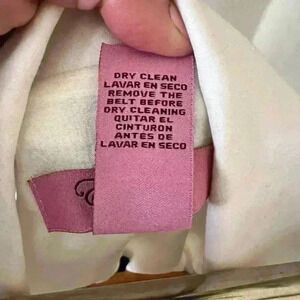 DRY CLEAN
LAVAR EN SECO
REMOVE THE
BELT BEFORE
DRY CLEANING
QUITAR EL
CINTURON
ANTES DE
LAVAR EN SECO